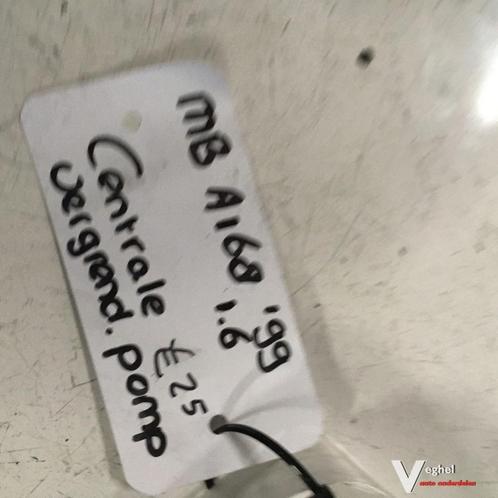 MB A168 '99
1.6
Centrale €25
vergrend. pomp
Veghel
auto onderdelen